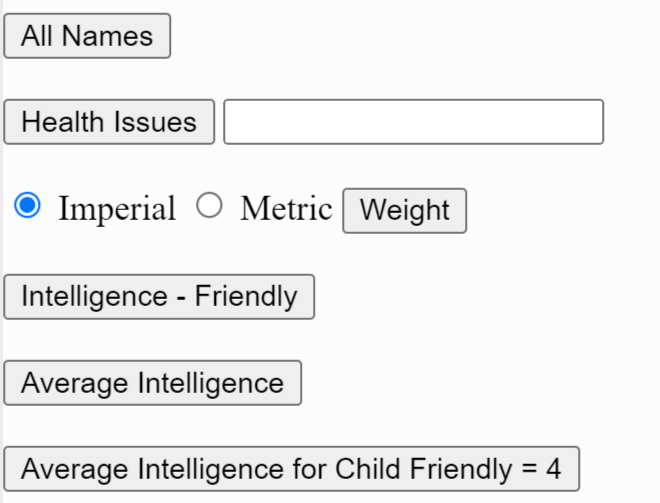 All Names
Health Issues
Imperial Metric Weight
Intelligence - Friendly
Average Intelligence
Average Intelligence for Child Friendly = 4